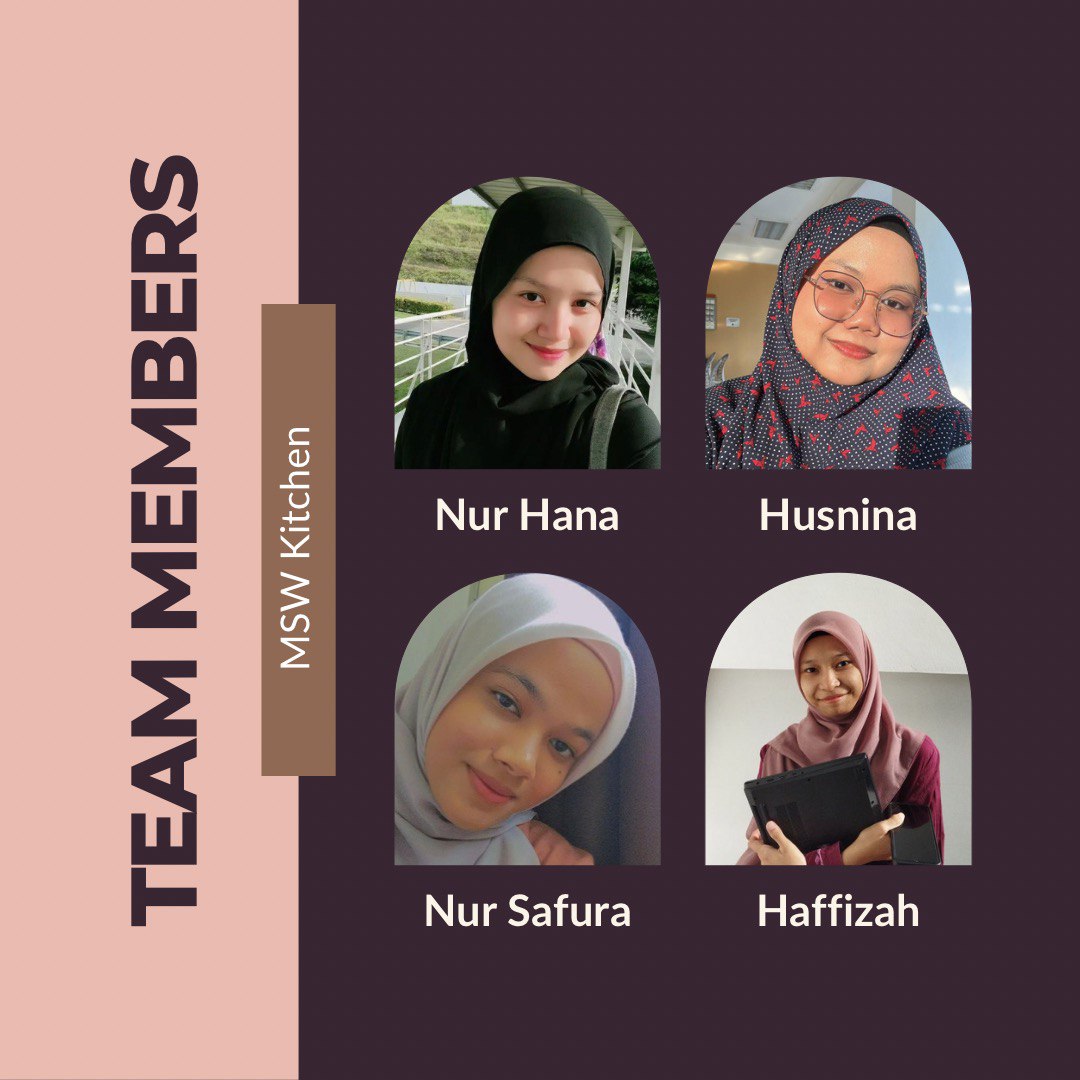 TEAM MEMBERS
MSW Kitchen
Nur Hana
Husnina
Nur Safura
Haffizah